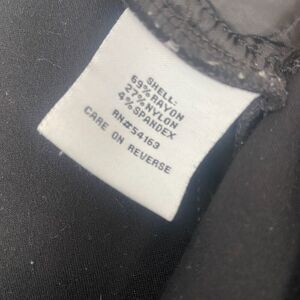 SHELL:
69% RAYON
27% NYLON
4% SPANDEX
RN#54163
CARE ON REVERSE